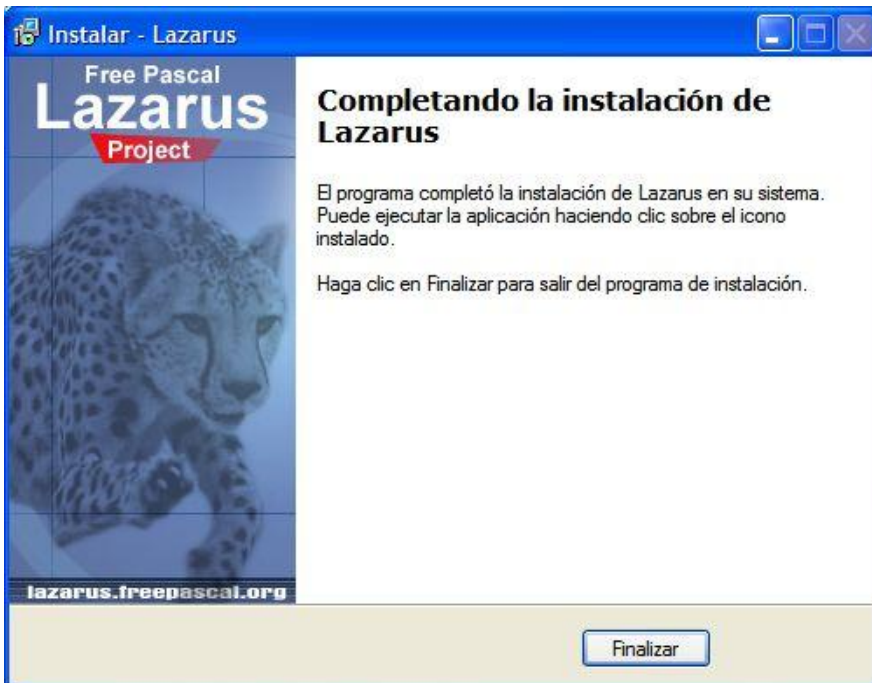 Instalar - Lazarus
Free Pascal
Lazarus
Project
Completando la instalación de
Lazarus
El programa completó la instalación de Lazarus en su sistema.
Puede ejecutar la aplicación haciendo clic sobre el icono
instalado.
Haga clic en Finalizar para salir del programa de instalación.
lazarus.freepascal.org
Finalizar